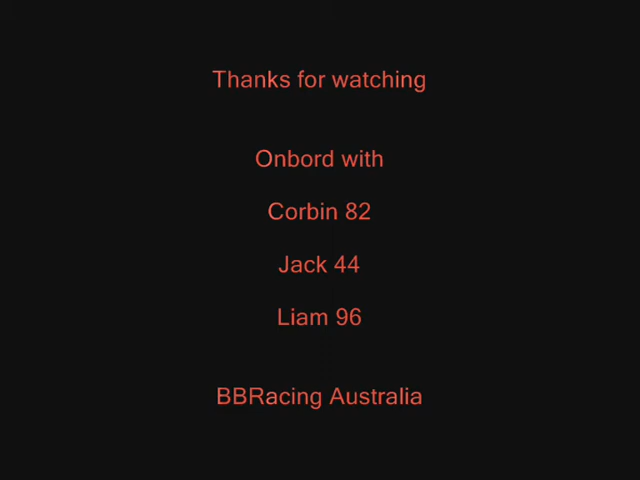 Thanks for watching
Onbord with
Corbin 82
Jack 44
Liam 96
BBRacing Australia